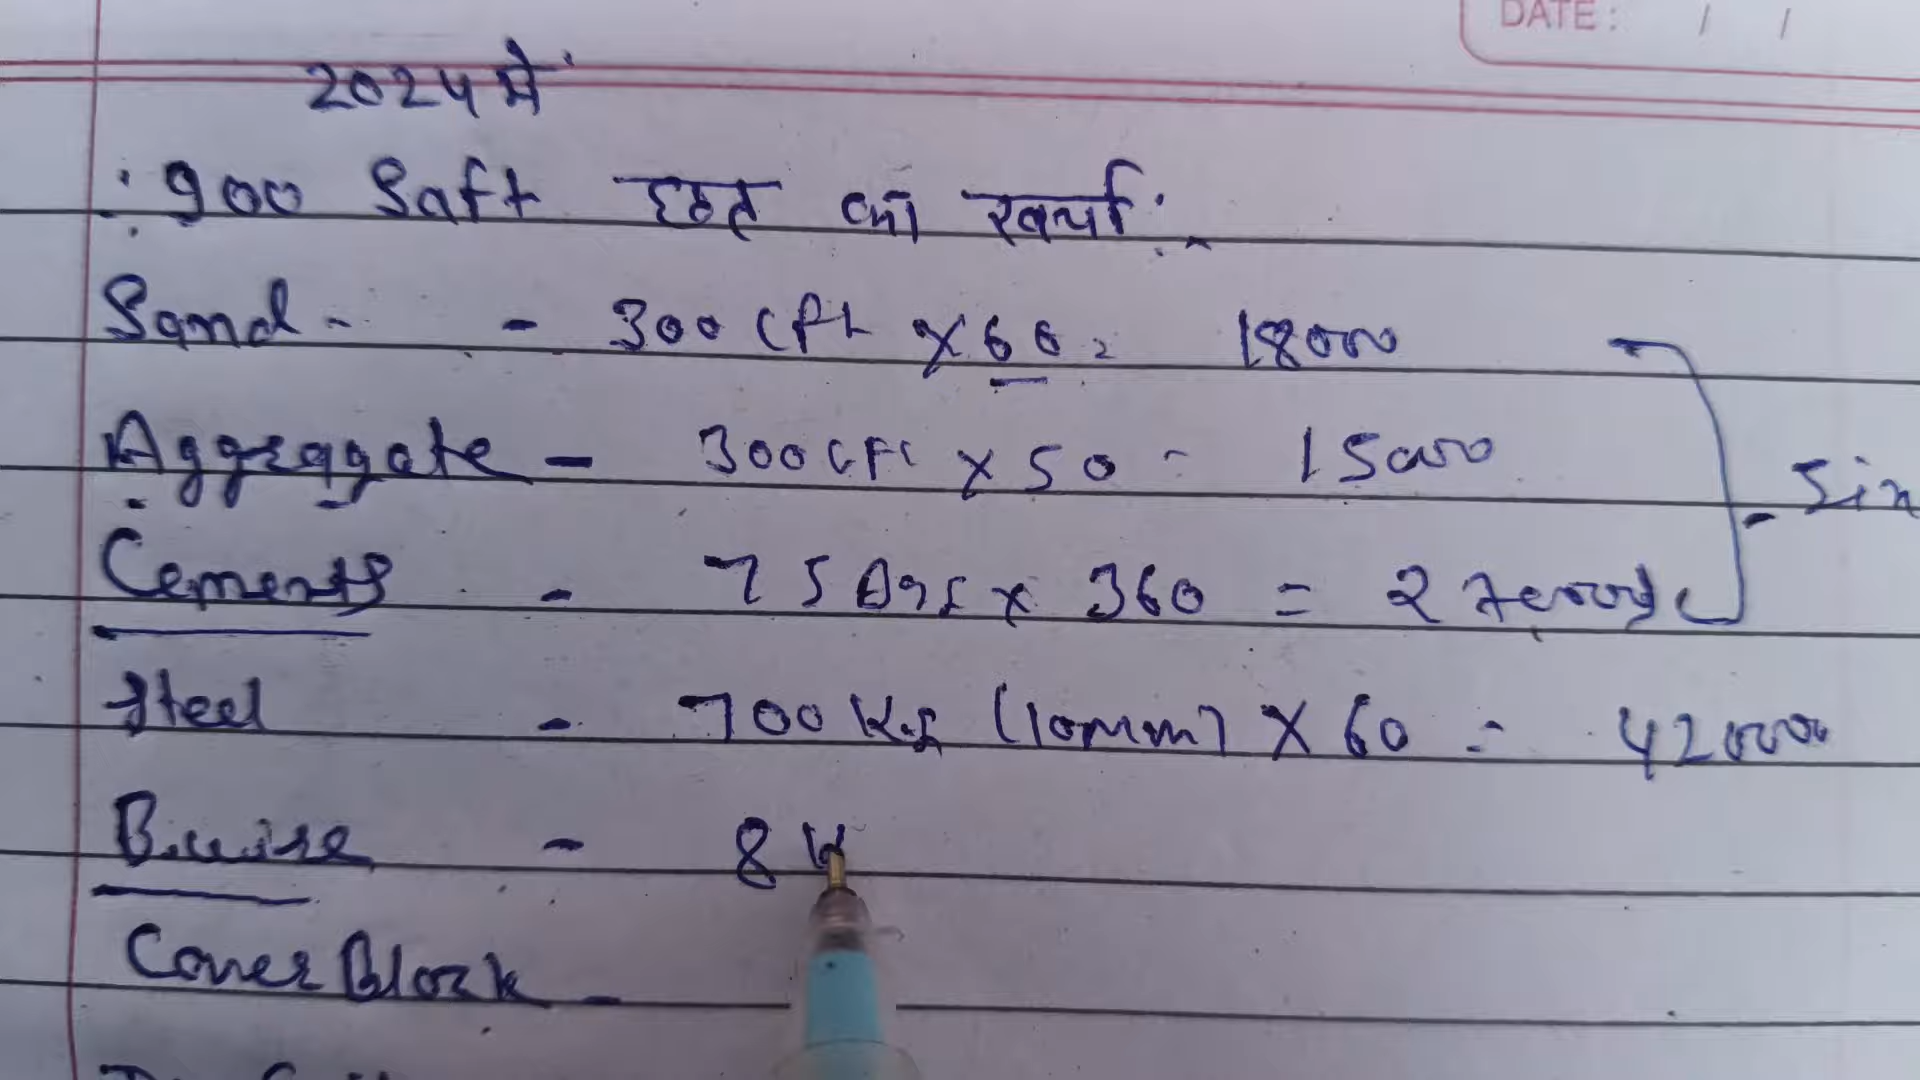 DATE: / /
2024 में
900 Saft छत का खर्चा:-
Sand - - 300 cft x 60 = 18000
Aggregate - 300 CFt x 50 = 15000
Cements - 75 Bags x 360 = 27000
Steel - 700 Kg (10mm) x 60 = 42000
B.wire - 8 K
Cover Block -